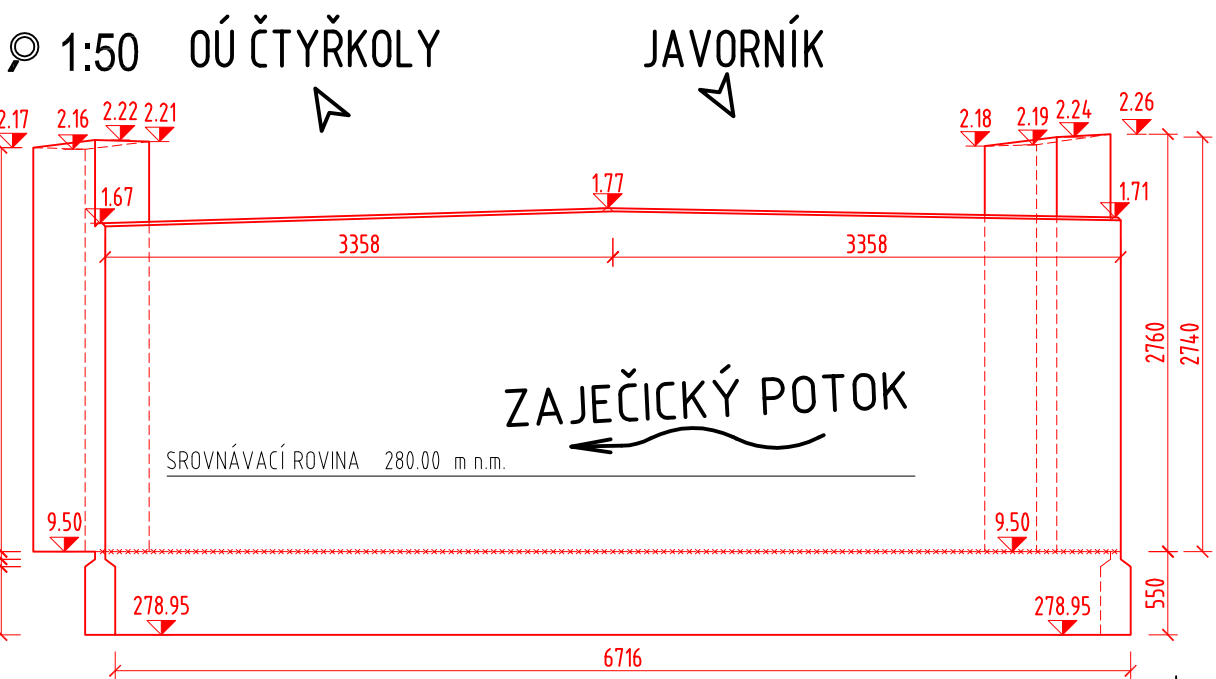 1:50 OÚ ČTYŘKOLY JAVORNÍK
2.17 2.16 2.22 2.21 2.18 2.19 2.24 2.26
1.67 1.77 1.71
3358 3358
2760 2740
ZAJEČICKÝ POTOK
SROVNÁVACÍ ROVINA 280.00 m n.m.
9.50 9.50
550
278.95 278.95
6716